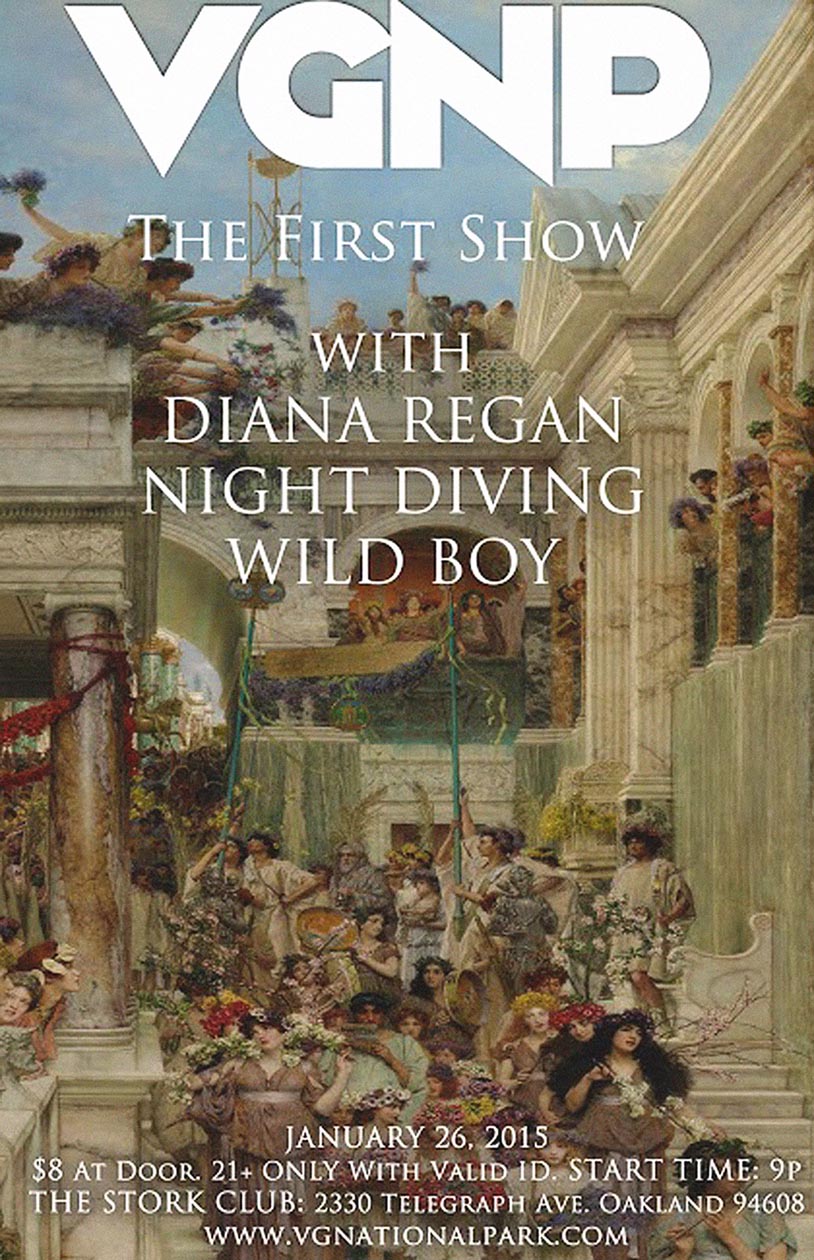 VGNP
The First Show
with
Diana Regan
Night Diving
Wild Boy
January 26, 2015
$8 at Door. 21+ ONLY With Valid ID. START TIME: 9P
THE STORK CLUB: 2330 Telegraph Ave. Oakland 94608
www.vgnationalpark.com